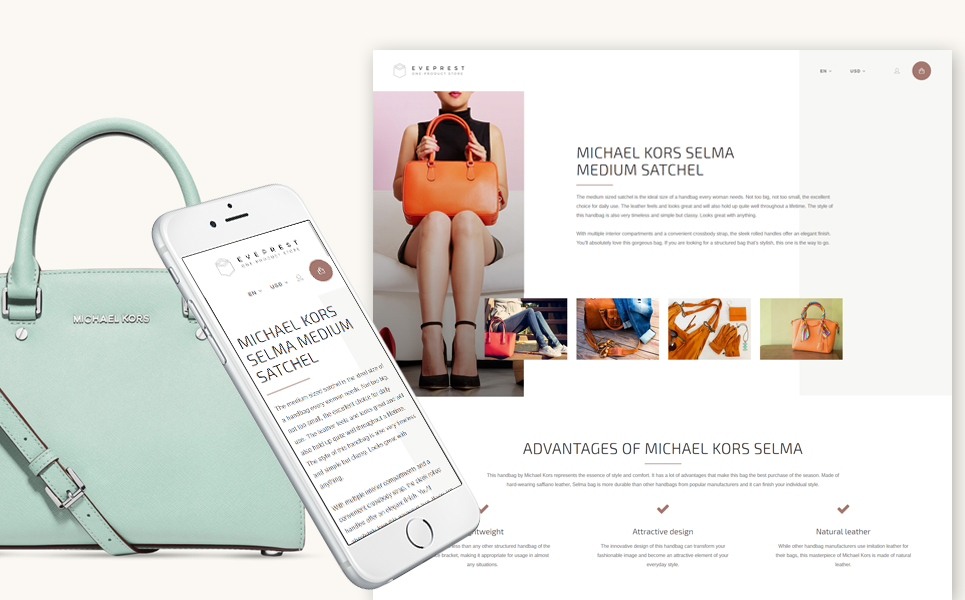 EVEPREST
ONE PRODUCT STORE
EN
USD
MICHAEL KORS SELMA
MEDIUM SATCHEL
The medium sized satchel is the ideal size of a handbag every woman needs. Not too big, not too small, the excellent
choice for daily use. The leather feels and looks great and will also hold up quite well throughout a lifetime. The style of
this handbag is also very timeless and simple but classy. Looks great with anything.
With multiple interior compartments and a convenient crossbody strap, the sleek rolled handles offer an elegant finish.
You'll absolutely love this gorgeous bag. If you are looking for a structured bag that's stylish, this one is the way to go.
ADVANTAGES OF MICHAEL KORS SELMA
This handbag by Michael Kors represents the essence of style and comfort. It has a lot of advantages that make this bag the best purchase of the season. Made of
hard-wearing saffiano leather, Selma bag is more durable than other handbags from popular manufacturers and it can finish your individual style.
ghtweight
less than any other structured handbag of the
bracket, making it appropriate for usage in almost
any situations.
Attractive design
The innovative design of this handbag can transform your
fashionable image and become an attractive element of your
everyday style.
Natural leather
While other handbag manufacturers use imitation leather for
their bags, this masterpiece of Michael Kors is made of natural
leather.
MICHAEL KORS
EVEPREST
ONE PRODUCT STORE
EN
USD
MICHAEL KORS
SELMA MEDIUM
SATCHEL
The medium sized satchel is the ideal size of
a handbag every woman needs. Not too big,
not too small, the excellent choice for daily
use. The leather feels and looks great and will
also hold up quite well throughout a lifetime.
The style of this handbag is also very timeless
and simple but classy. Looks great with
anything.
With multiple interior compartments and a
convenient crossbody strap, the sleek rolled
handles offer an elegant finish. You'll